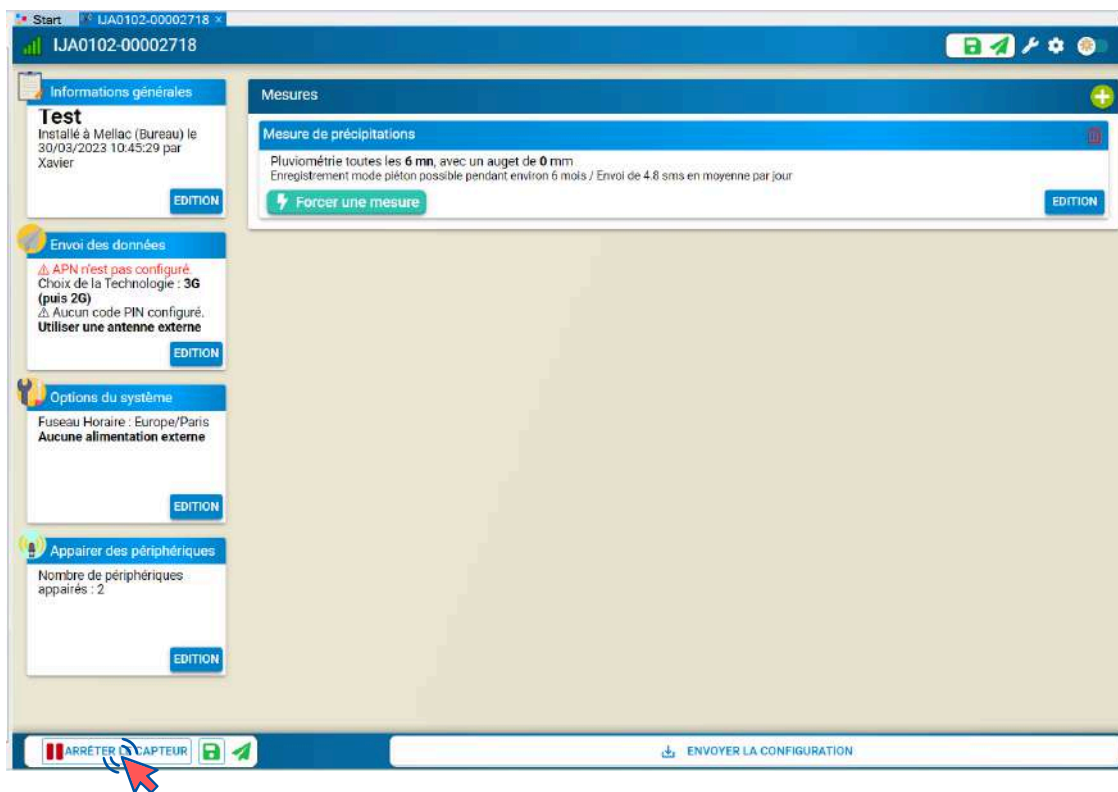 Start IJA0102-00002718 ×
IJA0102-00002718
Informations générales
Test
Installé à Mellac (Bureau) le
30/03/2023 10:45:29 par
Xavier
EDITION
Envoi des données
⚠ APN n'est pas configuré.
Choix de la Technologie : 3G
(puis 2G)
⚠ Aucun code PIN configuré.
Utiliser une antenne externe
EDITION
Options du système
Fuseau Horaire : Europe/Paris
Aucune alimentation externe
EDITION
Appairer des périphériques
Nombre de périphériques
appairés : 2
EDITION
Mesures
Mesure de précipitations
Pluviométrie toutes les 6 mn, avec un auget de 0 mm
Enregistrement mode piéton possible pendant environ 6 mois / Envoi de 4.8 sms en moyenne par jour
Forcer une mesure
EDITION
ARRÊTER LE CAPTEUR
ENVOYER LA CONFIGURATION